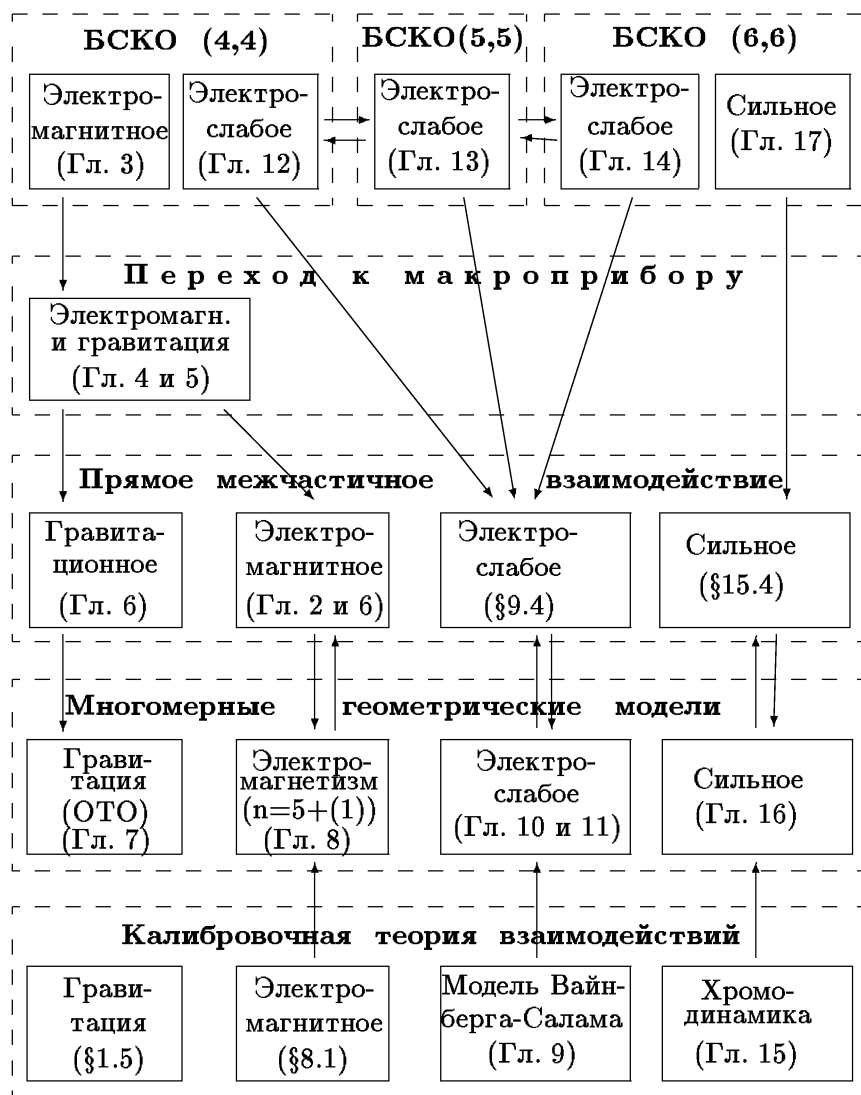 БСКО (4,4)
БСКО(5,5)
БСКО (6,6)
Электро-
магнитное
(Гл. 3)
Электро-
слабое
(Гл. 12)
Электро-
слабое
(Гл. 13)
Электро-
слабое
(Гл. 14)
Сильное
(Гл. 17)
Переход к макроприбору
Электромагн.
и гравитация
(Гл. 4 и 5)
Прямое межчастичное взаимодействие
Гравита-
ционное
(Гл. 6)
Электро-
магнитное
(Гл. 2 и 6)
Электро-
слабое
(§9.4)
Сильное
(§15.4)
Многомерные геометрические модели
Грави-
тация
(ОТО)
(Гл. 7)
Электро-
магнетизм
(n=5+(1))
(Гл. 8)
Электро-
слабое
(Гл. 10 и 11)
Сильное
(Гл. 16)
Калибровочная теория взаимодействий
Грави-
тация
(§1.5)
Электро-
магнитное
(§8.1)
Модель Вайн-
берга-Салама
(Гл. 9)
Хромо-
динамика
(Гл. 15)